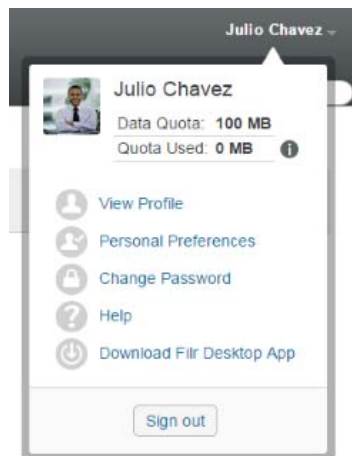 Julio Chavez
Julio Chavez
Data Quota: 100 MB
Quota Used: 0 MB
View Profile
Personal Preferences
Change Password
Help
Download Filr Desktop App
Sign out